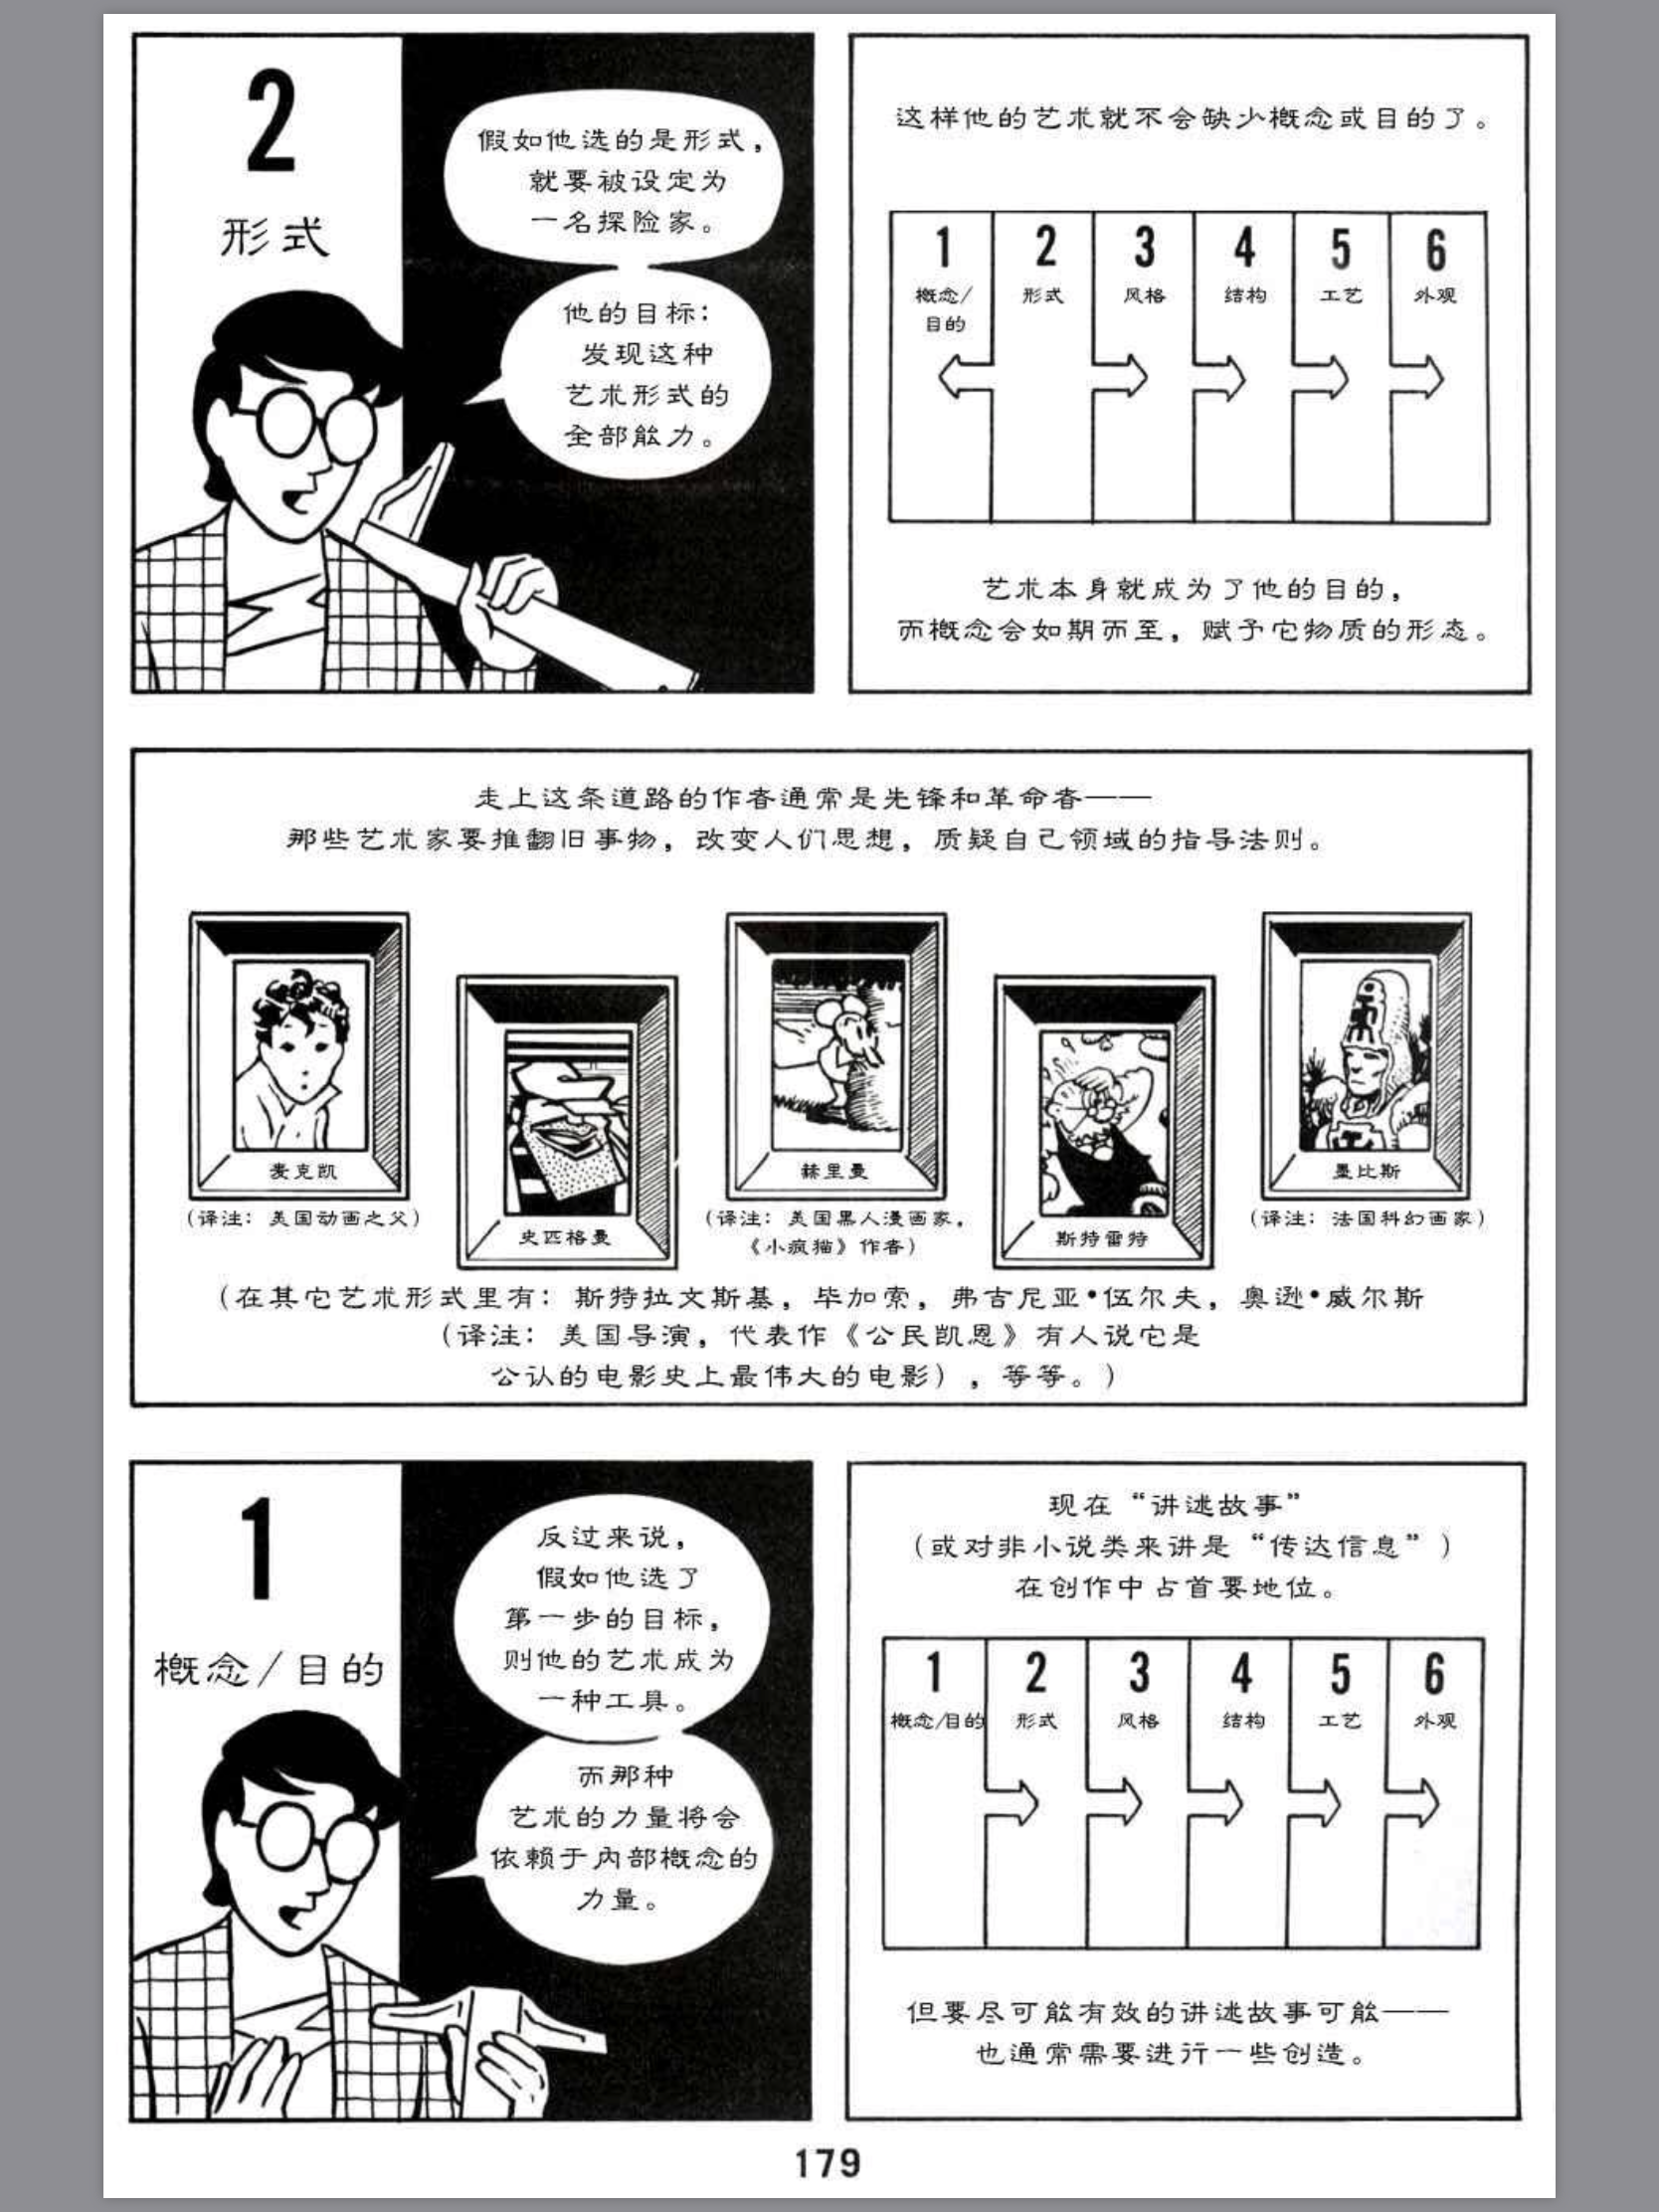 2
形式
假如他选的是形式，
就要被设定为
一名探险家。
他的目标：
发现这种
艺术形式的
全部能力。
这样他的艺术就不会缺少概念或目的了。
1 2 3 4 5 6
概念/ 形式 风格 结构 工艺 外观
目的
艺术本身就成为了他的目的，
而概念会如期而至，赋予它物质的形态。
走上这条道路的作者通常是先锋和革命者——
那些艺术家要推翻旧事物，改变人们思想，质疑自己领域的指导法则。
麦克凯
（译注：美国动画之父）
史匹格曼
赫里曼
（译注：美国黑人漫画家，
《小疯猫》作者）
斯特雷特
墨比斯
（译注：法国科幻画家）
（在其它艺术形式里有：斯特拉文斯基，毕加索，弗吉尼亚•伍尔夫，奥逊•威尔斯
（译注：美国导演，代表作《公民凯恩》有人说它是
公认的电影史上最伟大的电影），等等。）
1
概念/目的
反过来说，
假如他选了
第一步的目标，
则他的艺术成为
一种工具。
而那种
艺术的力量将会
依赖于内部概念的
力量。
现在“讲述故事”
（或对非小说类来讲是“传达信息”）
在创作中占首要地位。
1 2 3 4 5 6
概念/目的 形式 风格 结构 工艺 外观
但要尽可能有效的讲述故事可能——
也通常需要进行一些创造。
179